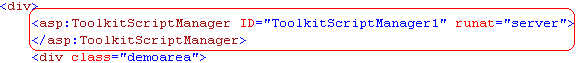 <div>
<asp:ToolkitScriptManager ID="ToolkitScriptManager1" runat="server">
</asp:ToolkitScriptManager>
<div class="demoarea">